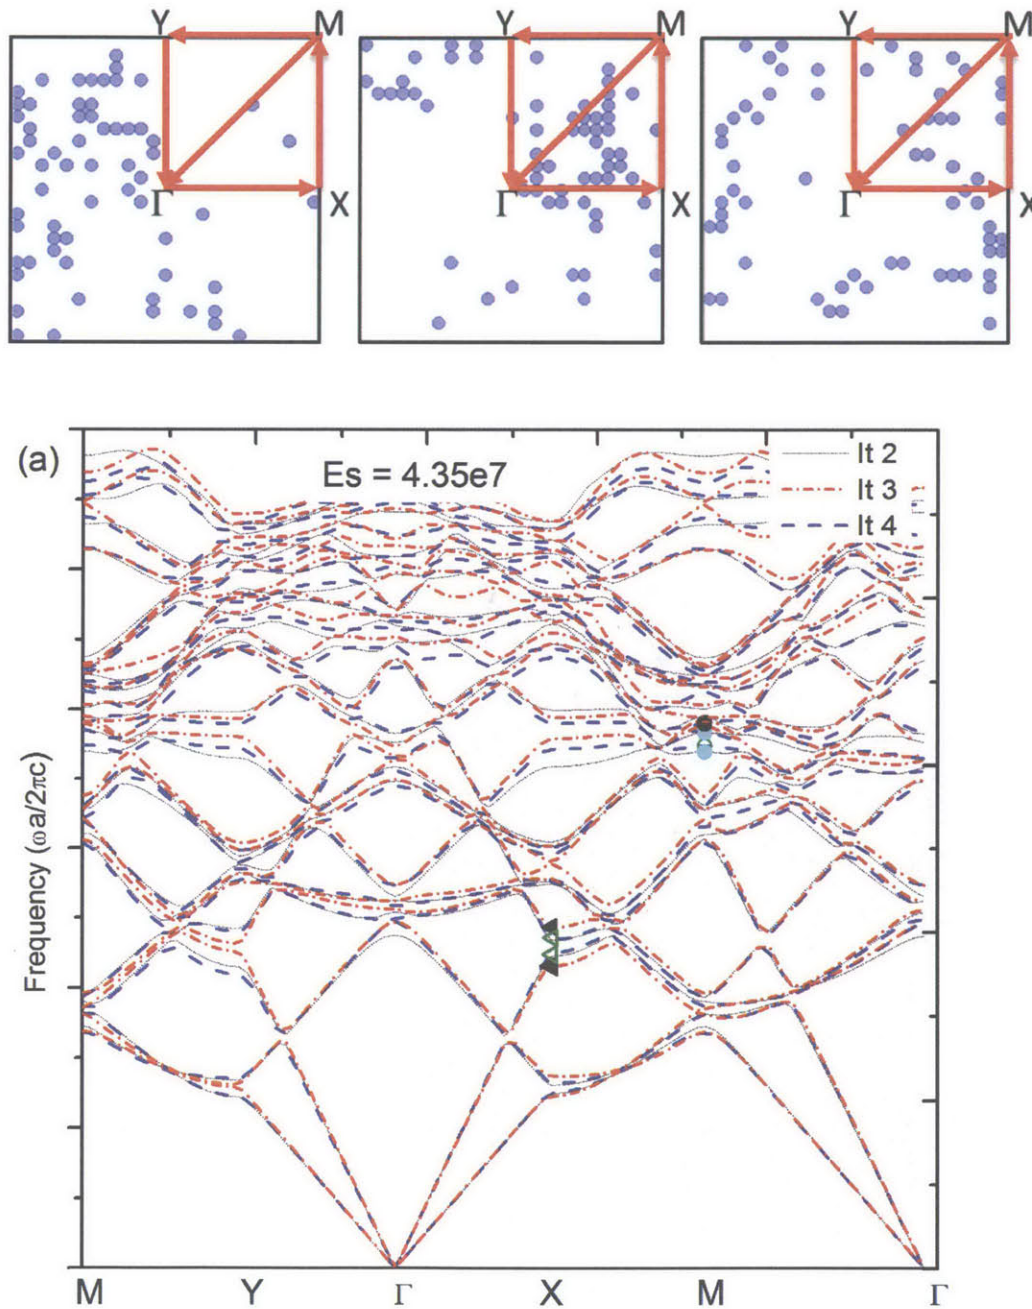 Y M Y M Y M
Γ X Γ X Γ X
(a) Es = 4.35e7 It 2
It 3
It 4
Frequency (ωa/2πc)
M Y Γ X M Γ